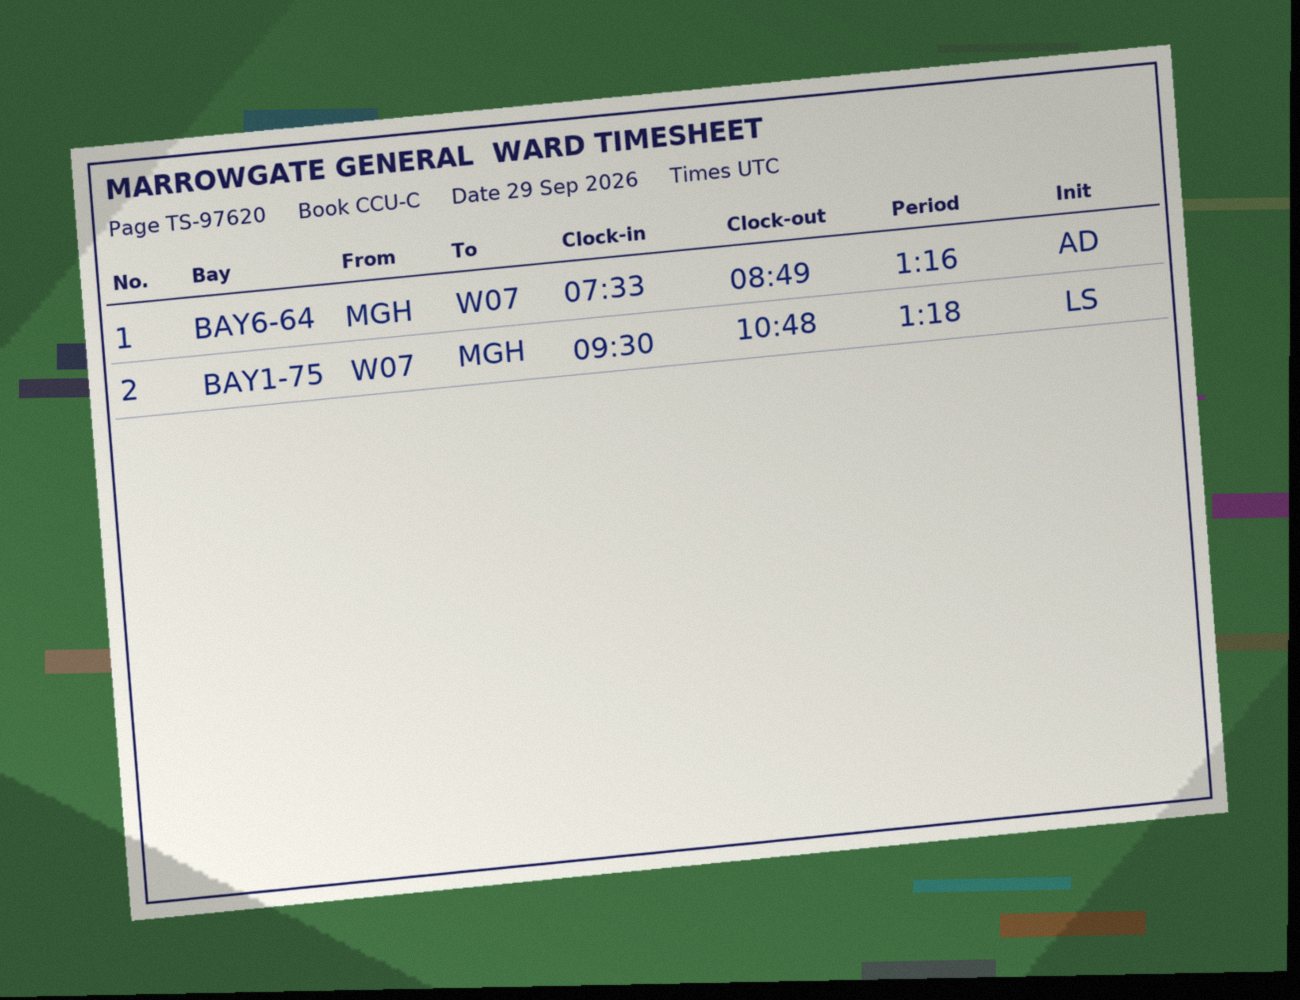 MARROWGATE GENERAL WARD TIMESHEET
Page TS-97620 Book CCU-C Date 29 Sep 2026 Times UTC
No. Bay From To Clock-in Clock-out Period Init
1 BAY6-64 MGH W07 07:33 08:49 1:16 AD
2 BAY1-75 W07 MGH 09:30 10:48 1:18 LS